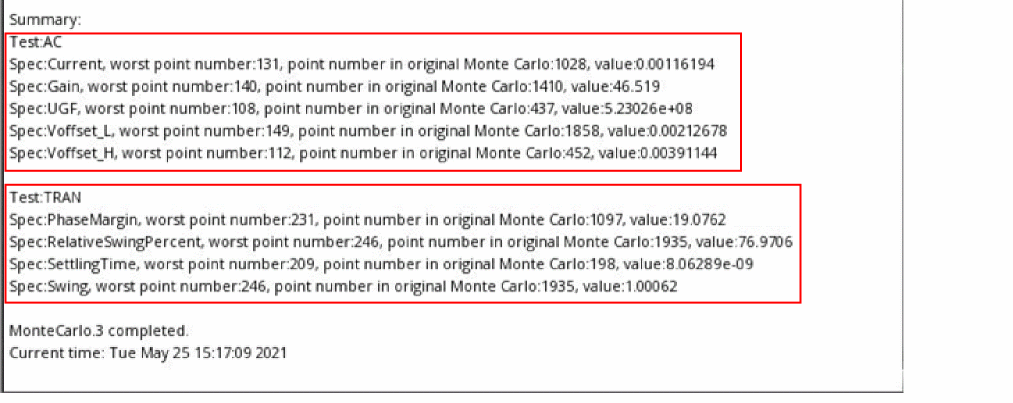 Summary:
Test:AC
Spec:Current, worst point number:131, point number in original Monte Carlo:1028, value:0.00116194
Spec:Gain, worst point number:140, point number in original Monte Carlo:1410, value:46.519
Spec:UGF, worst point number:108, point number in original Monte Carlo:437, value:5.23026e+08
Spec:Voffset_L, worst point number:149, point number in original Monte Carlo:1858, value:0.00212678
Spec:Voffset_H, worst point number:112, point number in original Monte Carlo:452, value:0.00391144
Test:TRAN
Spec:PhaseMargin, worst point number:231, point number in original Monte Carlo:1097, value:19.0762
Spec:RelativeSwingPercent, worst point number:246, point number in original Monte Carlo:1935, value:76.9706
Spec:SettlingTime, worst point number:209, point number in original Monte Carlo:198, value:8.06289e-09
Spec:Swing, worst point number:246, point number in original Monte Carlo:1935, value:1.00062
MonteCarlo.3 completed.
Current time: Tue May 25 15:17:09 2021